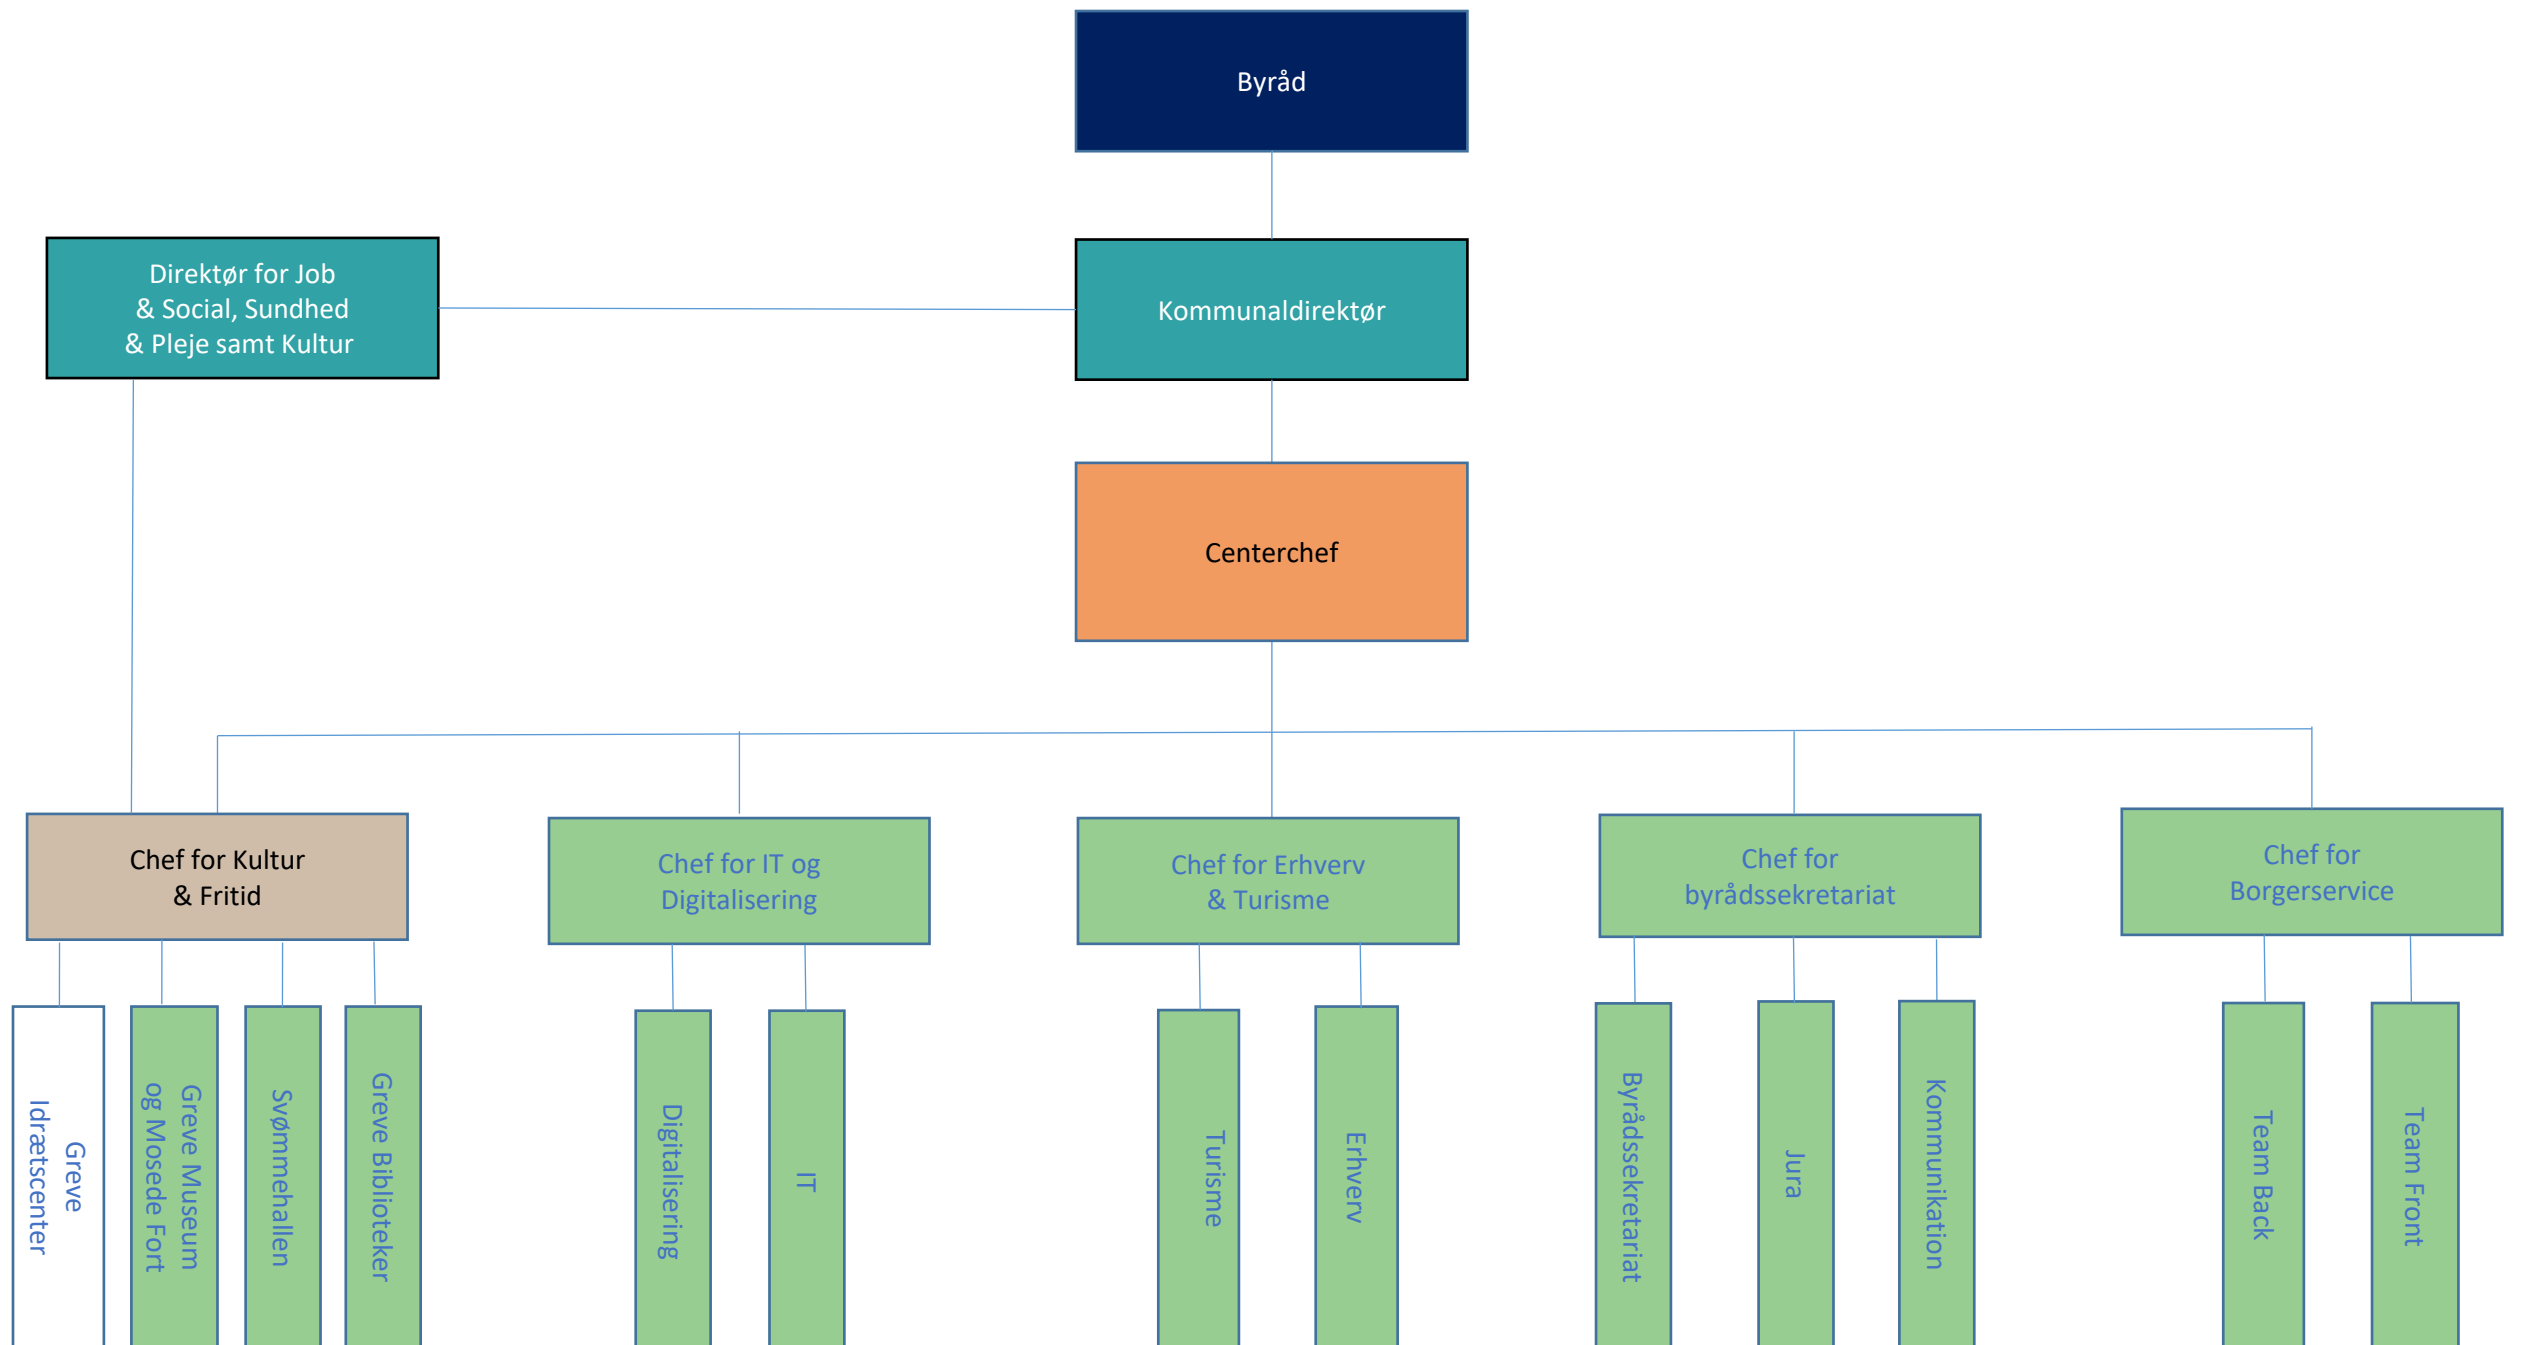 Byråd
Direktør for Job
& Social, Sundhed
& Pleje samt Kultur
Kommunaldirektør
Centerchef
Chef for Kultur
& Fritid
Chef for IT og
Digitalisering
Chef for Erhverv
& Turisme
Chef for
byrådssekretariat
Chef for
Borgerservice
Greve
Idrætscenter
Greve Museum
og Mosede Fort
Svømmehallen
Greve Biblioteker
Digitalisering
IT
Turisme
Erhverv
Byrådssekretariat
Jura
Kommunikation
Team Back
Team Front